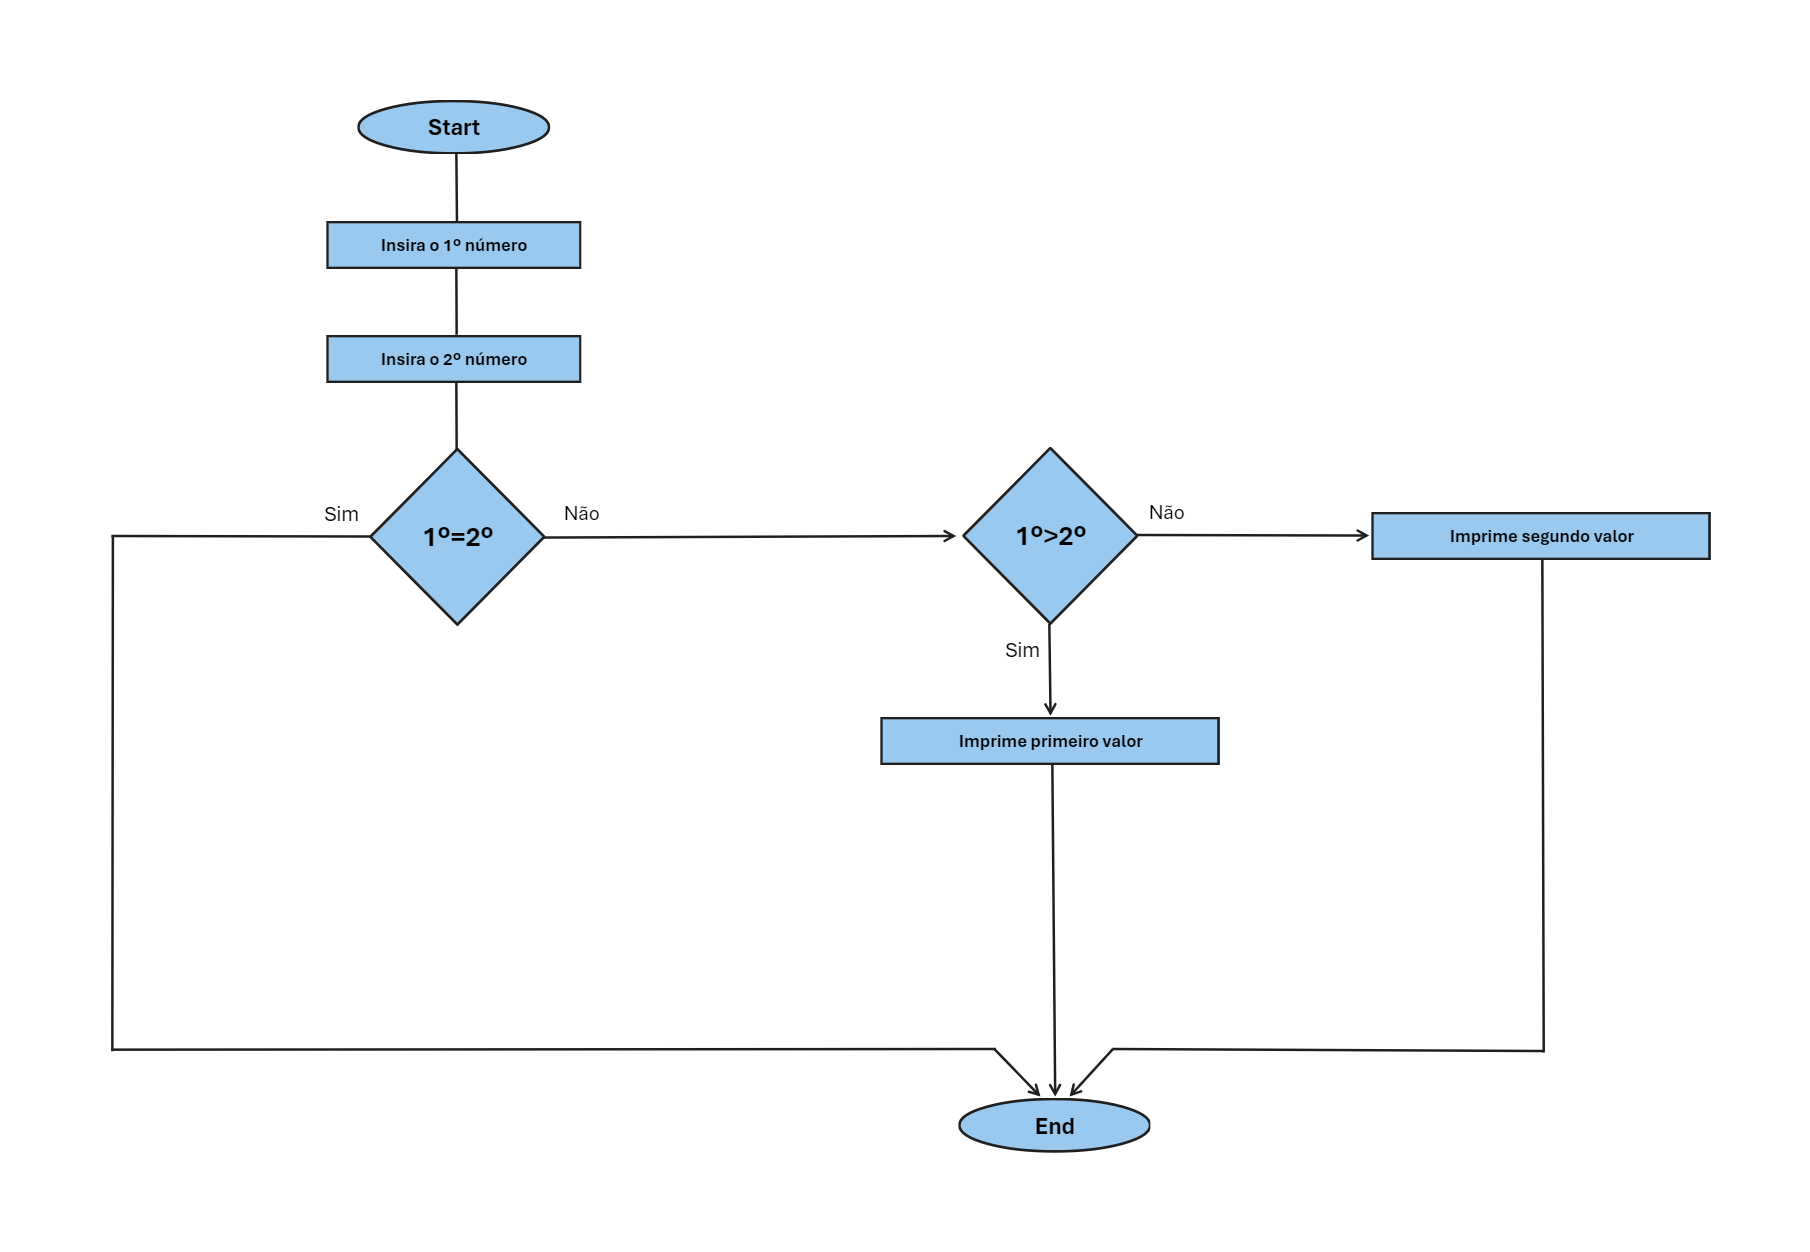 Start
Insira o 1º número
Insira o 2º número
Sim
1º=2º
Não
1º>2º
Não
Imprime segundo valor
Sim
Imprime primeiro valor
End